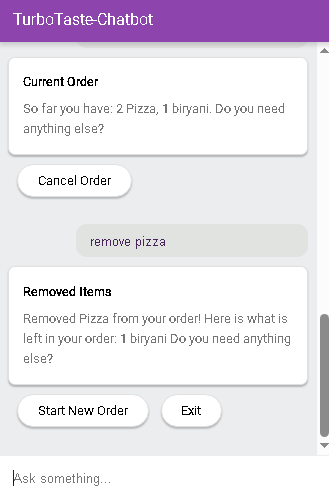 TurboTaste-Chatbot
Current Order
So far you have: 2 Pizza, 1 biryani. Do you need
anything else?
Cancel Order
remove pizza
Removed Items
Removed Pizza from your order! Here is what is
left in your order: 1 biryani Do you need anything
else?
Start New Order Exit
Ask something...